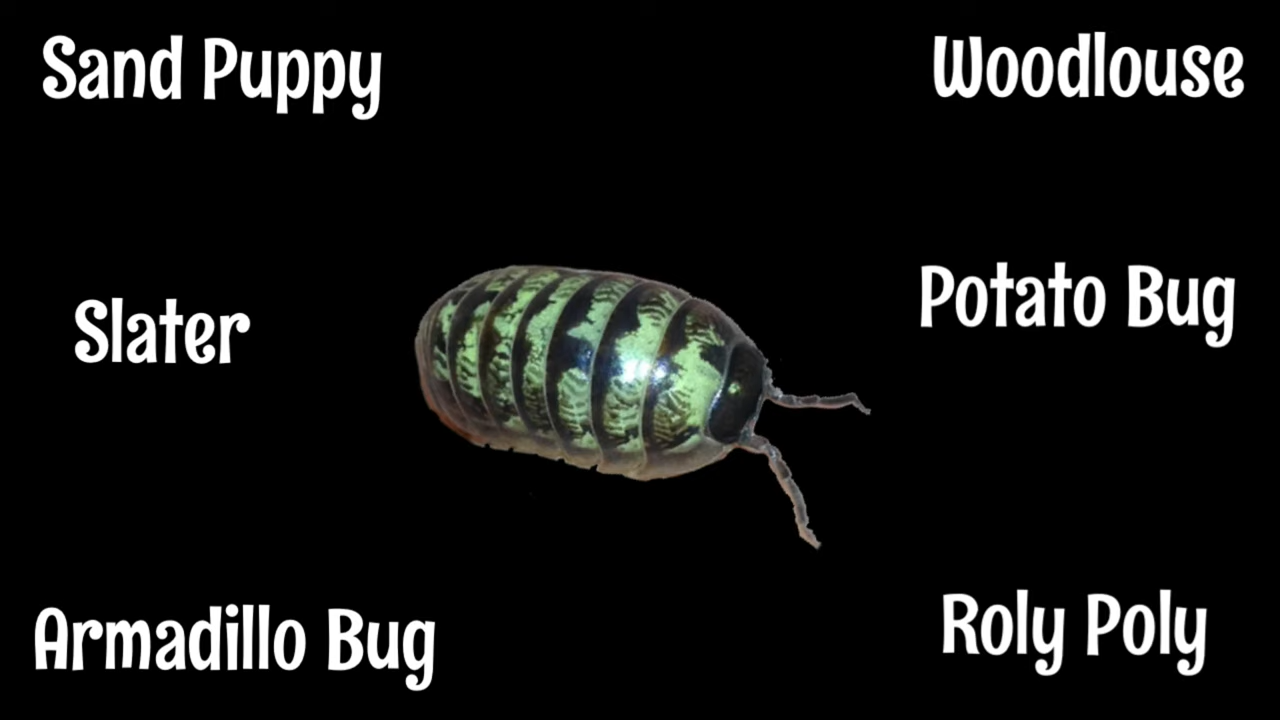 Sand Puppy
Woodlouse
Slater
Potato Bug
Armadillo Bug
Roly Poly